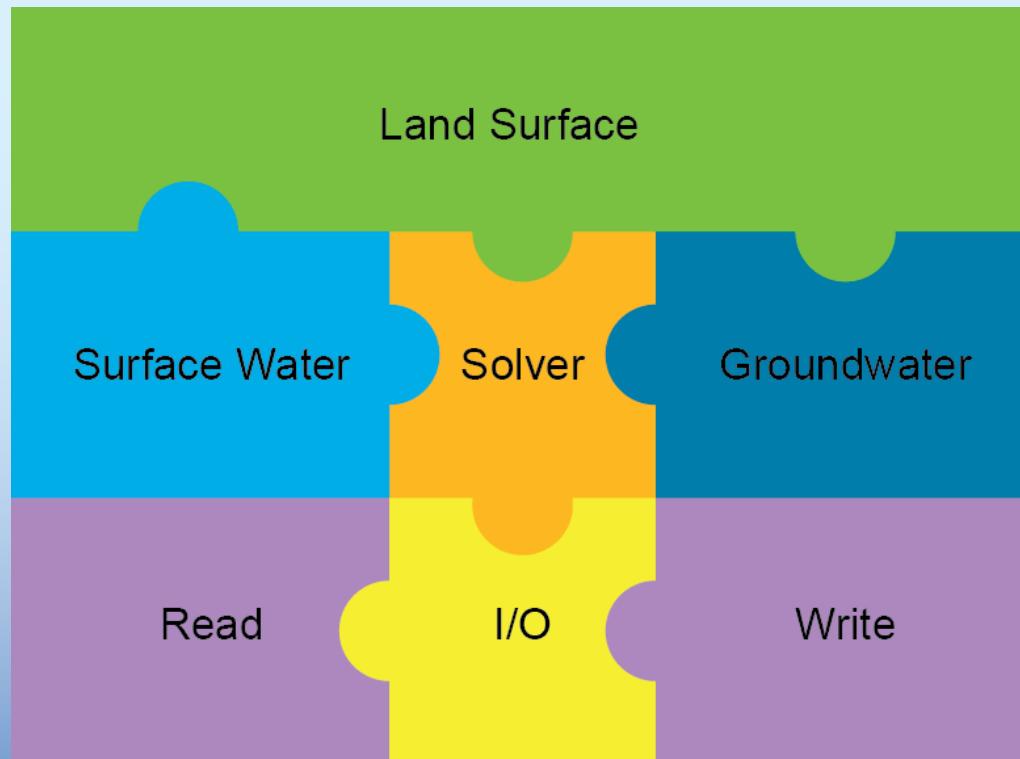 Land Surface
Surface Water
Solver
Groundwater
Read
I/O
Write